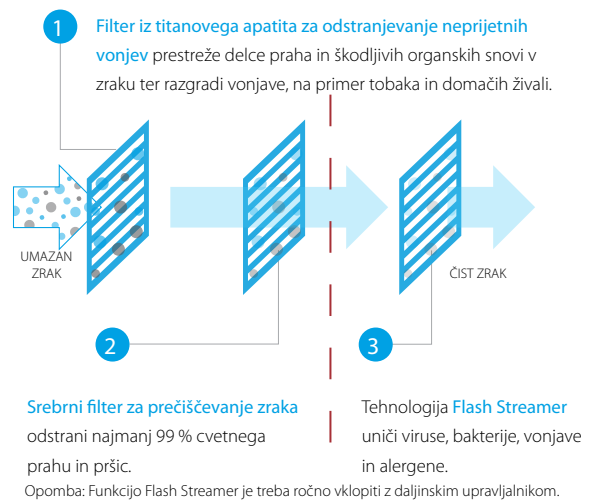 1
Filter iz titanovega apatita za odstranjevanje neprijetnih
vonjev prestreže delce praha in škodljivih organskih snovi v
zraku ter razgradi vonjave, na primer tobaka in domačih živali.
UMAZAN
ZRAK
ČIST ZRAK
2
3
Srebrni filter za prečiščevanje zraka
odstrani najmanj 99 % cvetnega
prahu in pršic.
Tehnologija Flash Streamer
uniči viruse, bakterije, vonjave
in alergene.
Opomba: Funkcijo Flash Streamer je treba ročno vklopiti z daljinskim upravljalnikom.